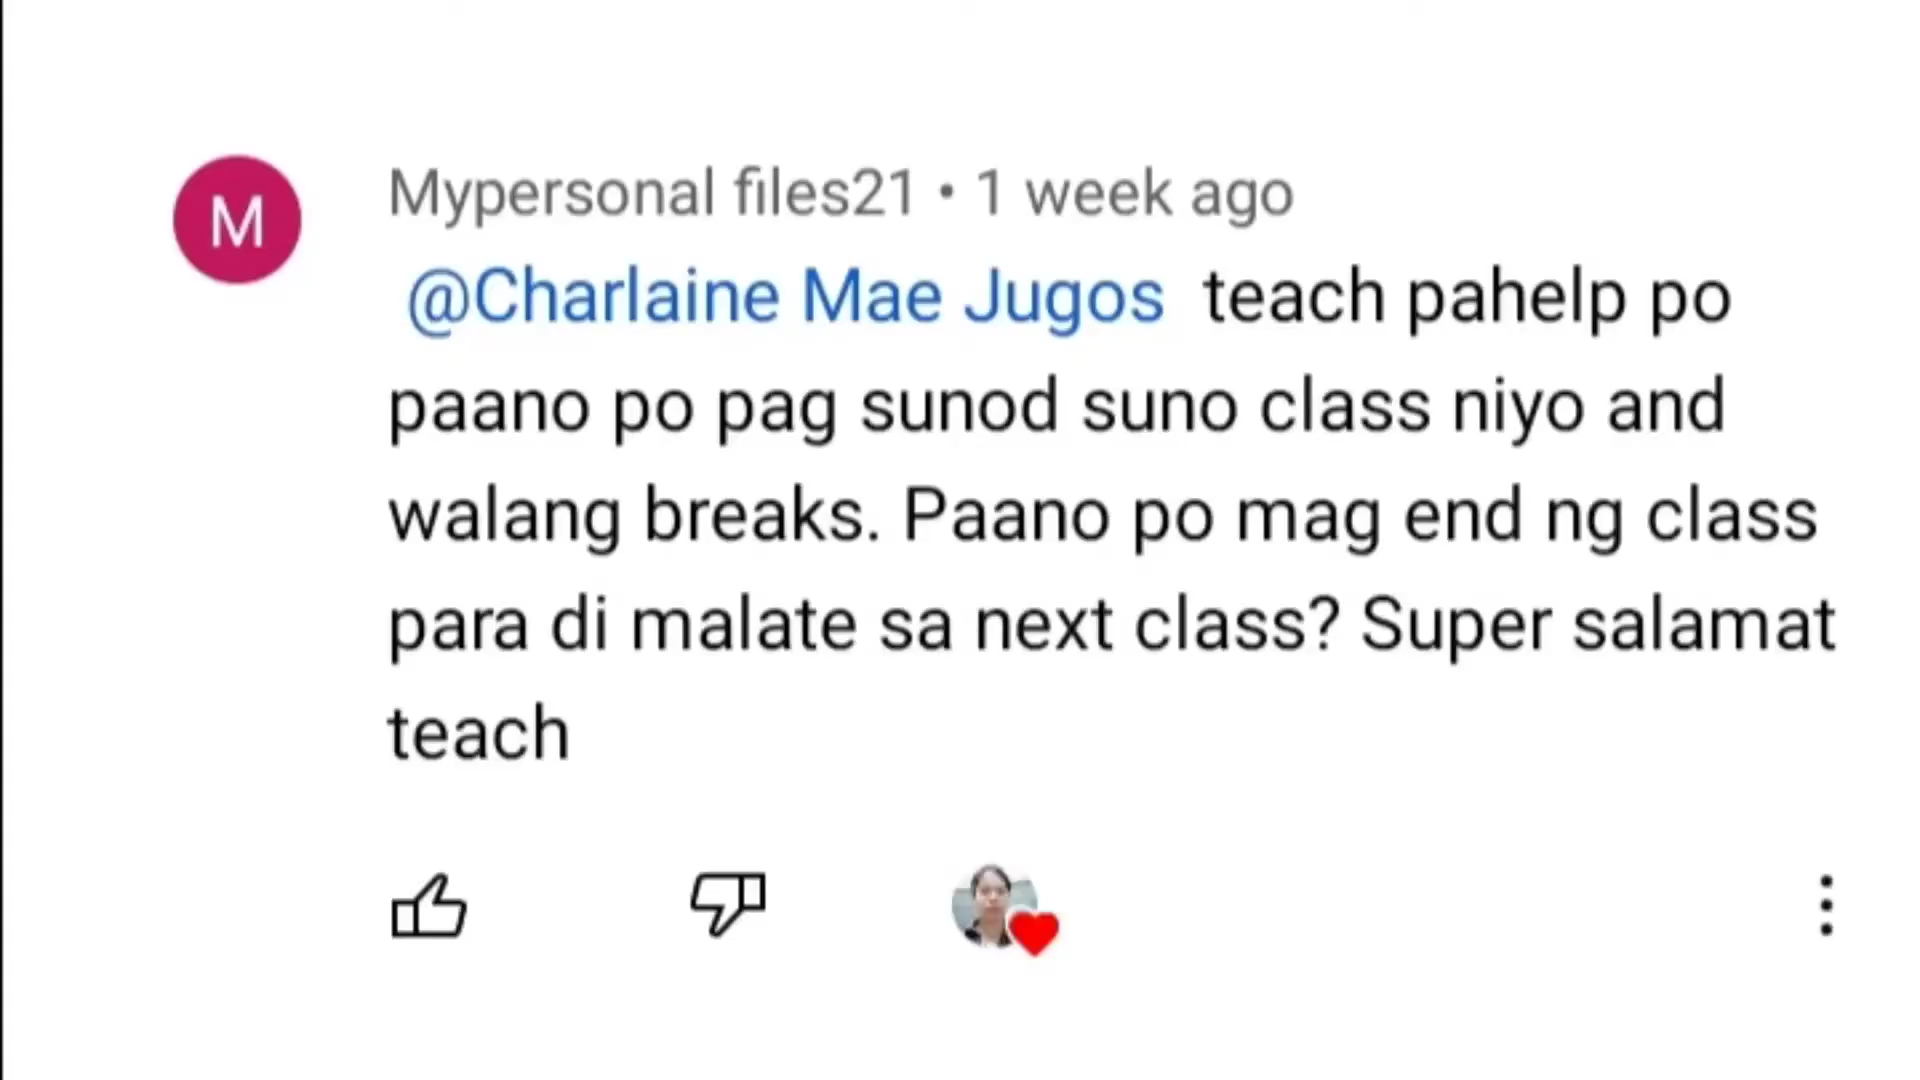 M
Mypersonal files21 • 1 week ago
@Charlaine Mae Jugos teach pahelp po
paano po pag sunod suno class niyo and
walang breaks. Paano po mag end ng class
para di malate sa next class? Super salamat
teach